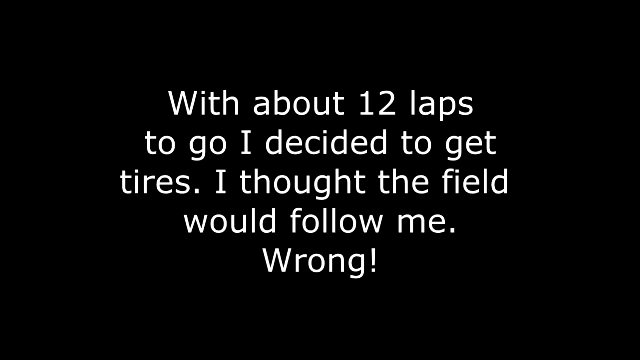 With about 12 laps
to go I decided to get
tires. I thought the field
would follow me.
Wrong!